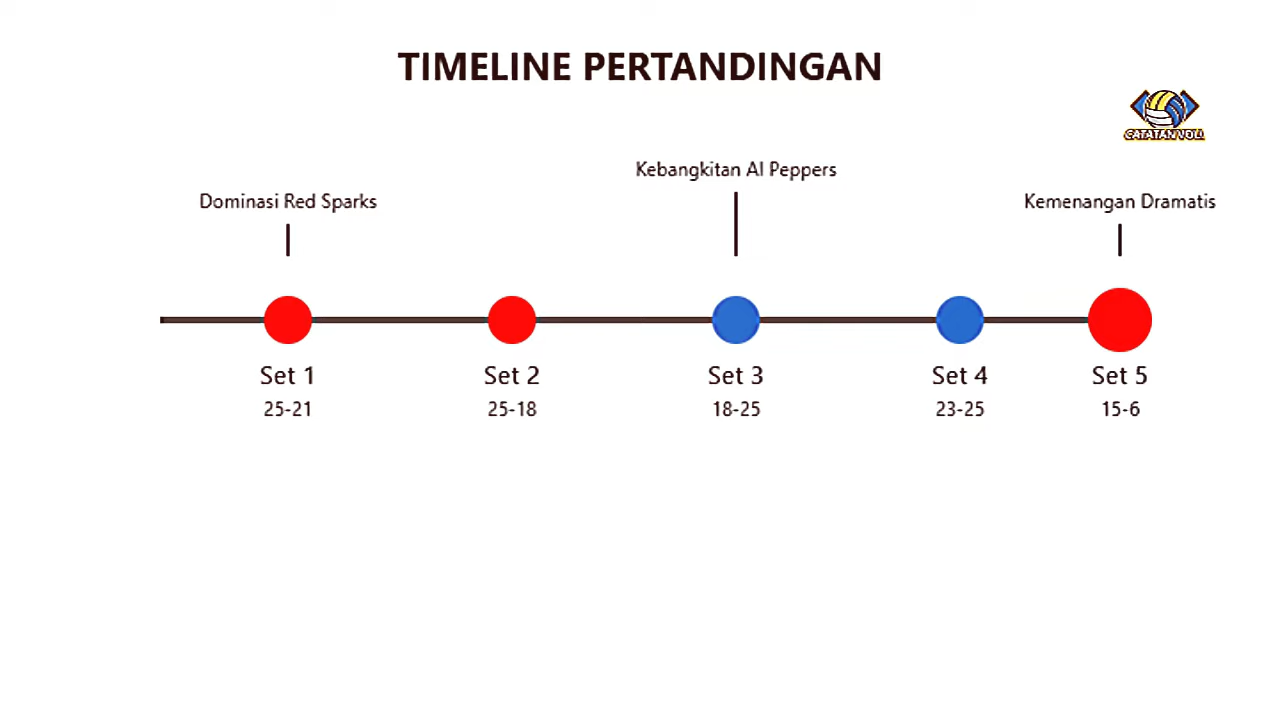 TIMELINE PERTANDINGAN
CATATAN VOLI
Kebangkitan AI Peppers
Dominasi Red Sparks
Kemenangan Dramatis
Set 1
Set 2
Set 3
Set 4
Set 5
25-21
25-18
18-25
23-25
15-6